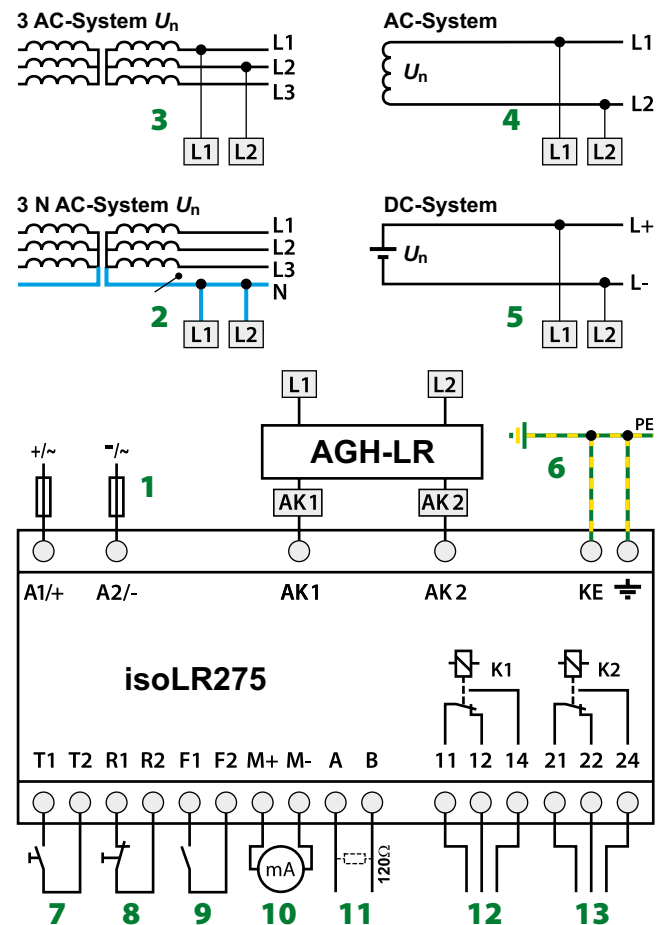 3 AC-System Un
L1
L2
L3
3
L1 L2
AC-System
L1
Un
L2
4
L1 L2
3 N AC-System Un
L1
L2
L3
N
2
L1 L2
DC-System
L+
Un
L-
5
L1 L2
L1 L2
AGH-LR
AK1 AK2
+/~ -/~
1
PE
6
A1/+ A2/- AK1 AK2 KE
isoLR275
K1 K2
T1 T2 R1 R2 F1 F2 M+ M- A B 11 12 14 21 22 24
mA
120Ω
7 8 9 10 11 12 13